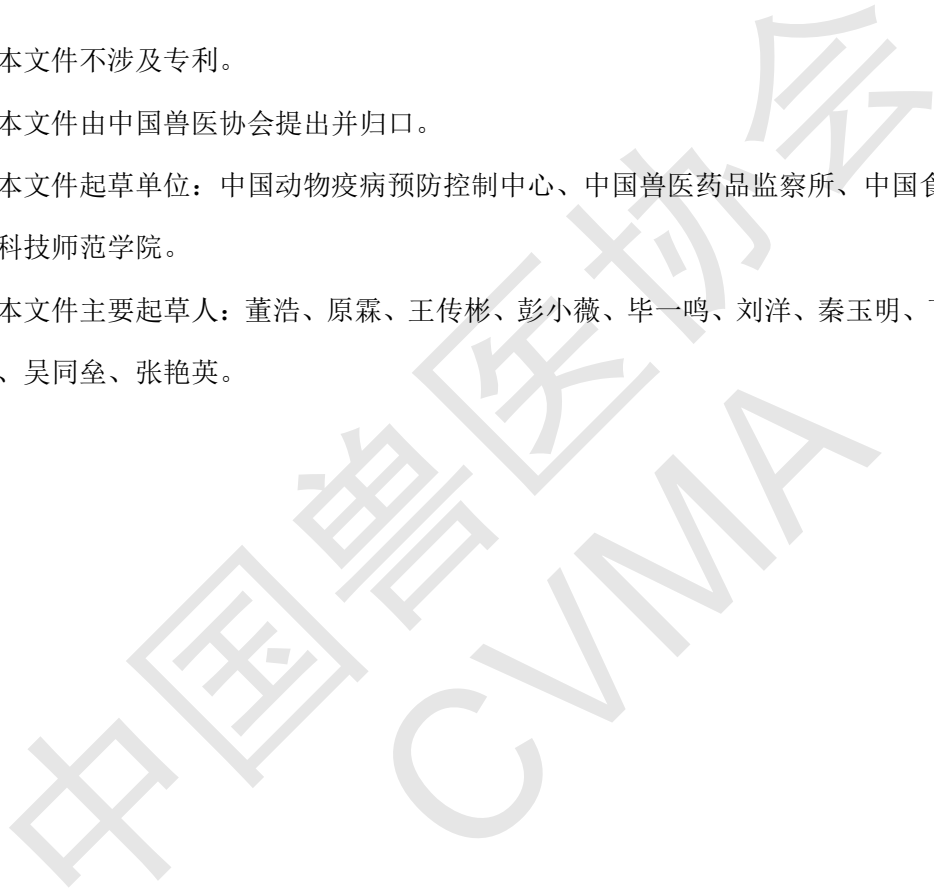 本文件不涉及专利。
本文件由中国兽医协会提出并归口。
本文件起草单位：中国动物疫病预防控制中心、中国兽医药品监察所、中国食
科技师范学院。
本文件主要起草人：董浩、原霖、王传彬、彭小薇、毕一鸣、刘洋、秦玉明、
、吴同垒、张艳英。
中国兽医协会
CVMA